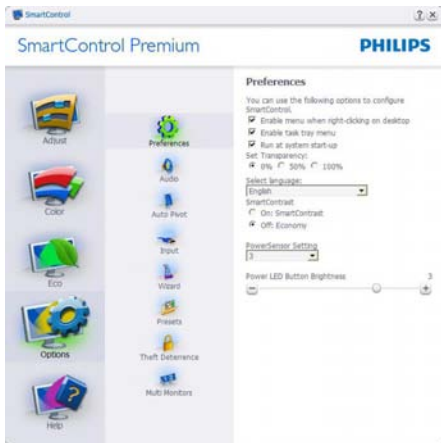 SmartControl
SmartControl Premium
PHILIPS
Adjust
Color
Eco
Options
Help
Preferences
Audio
Auto Pivot
Input
Wizard
Presets
Theft Deterrence
Multi Monitors
Preferences
You can use the following options to configure
SmartControl.
Enable menu when right-clicking on desktop
Enable task tray menu
Run at system start-up
Set Transparency:
0% 50% 100%
Select language:
English
SmartContrast
On: SmartContrast
Off: Economy
PowerSensor Setting
3
Power LED Button Brightness 3